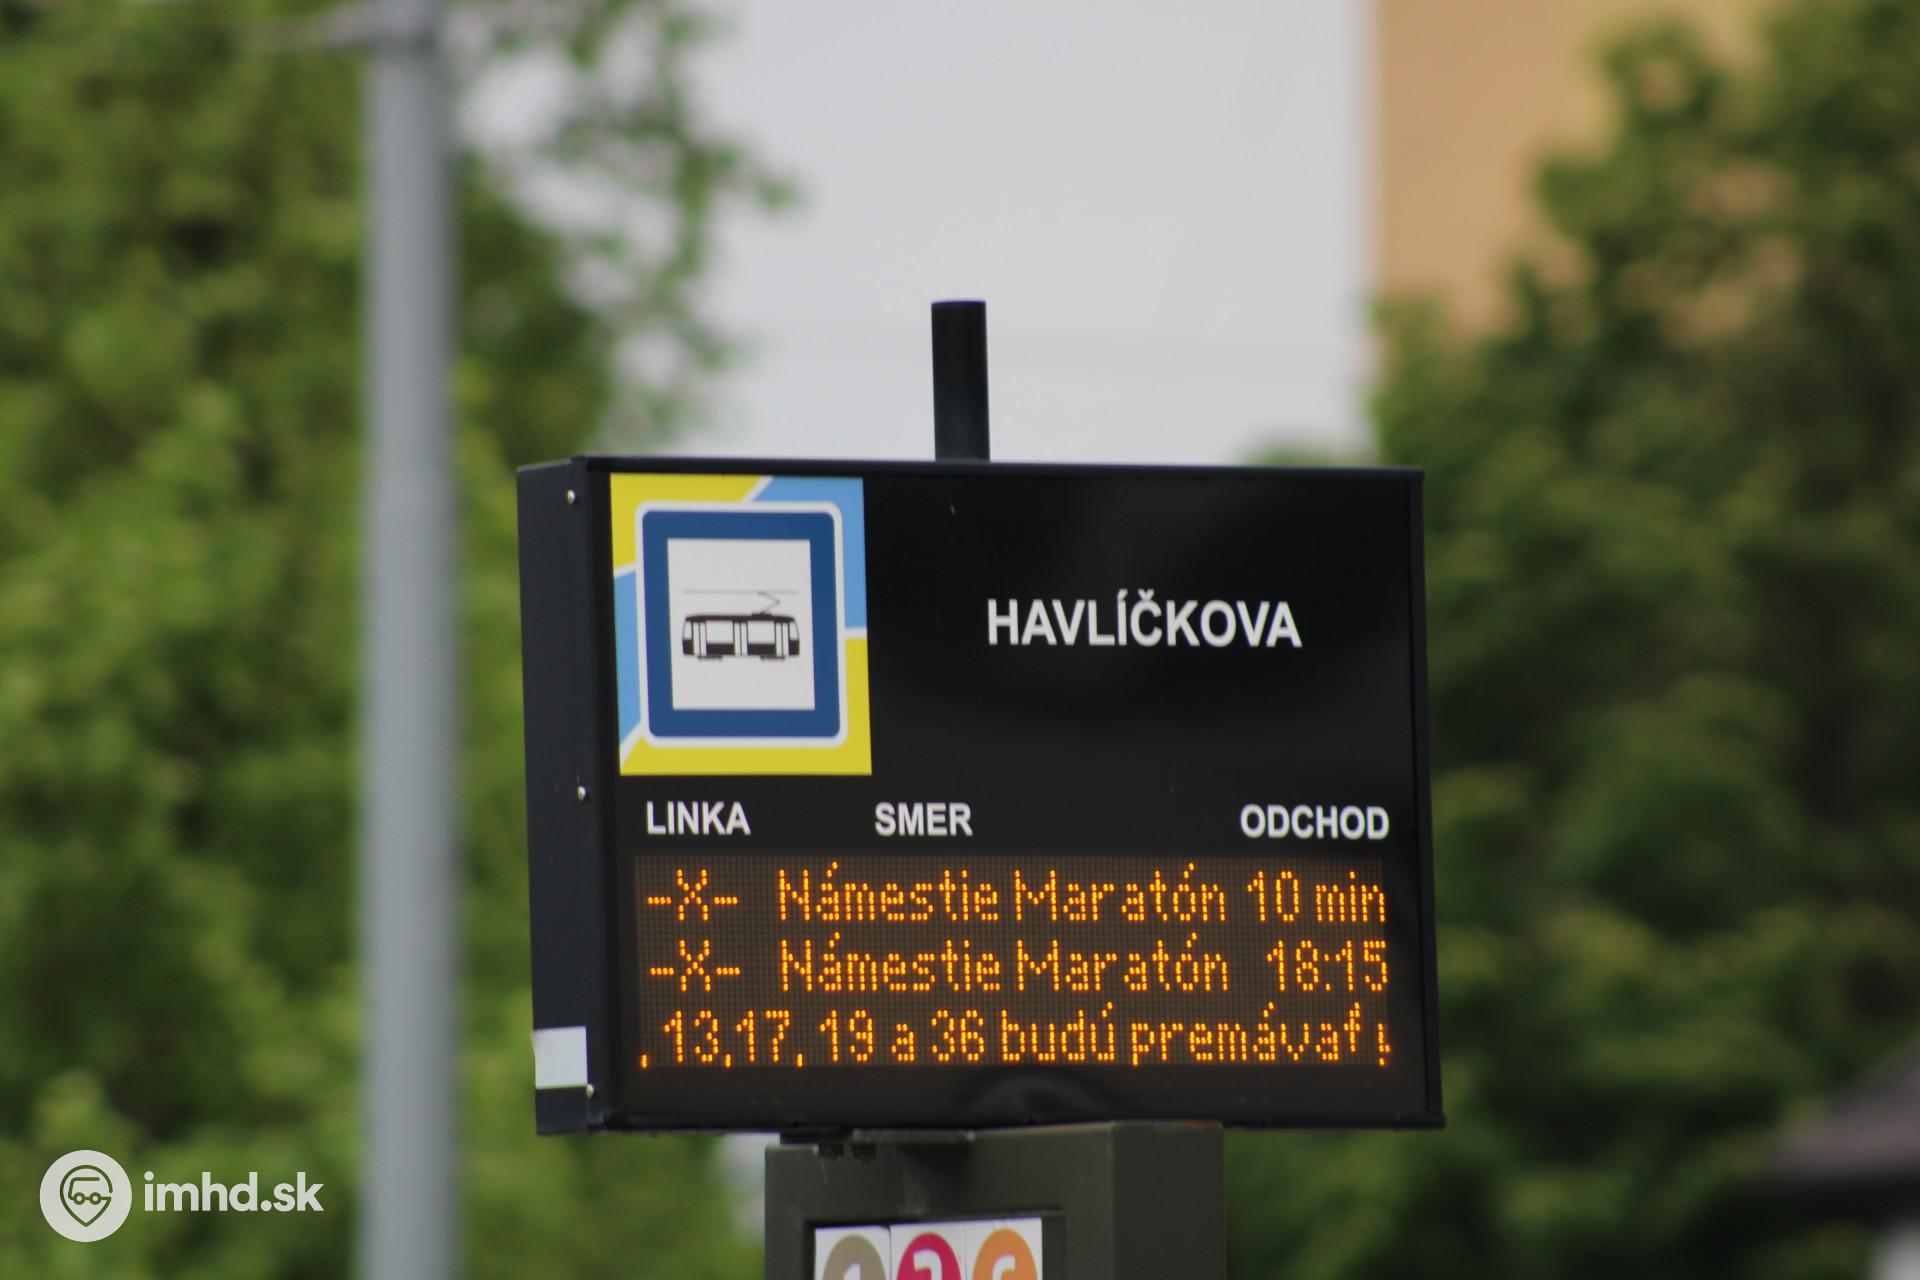 HAVLÍČKOVA
LINKA SMER ODCHOD
-X- Námestie Maratón 10 min
-X- Námestie Maratón 18:15
,13,17, 19 a 36 budú premávať!
imhd.sk